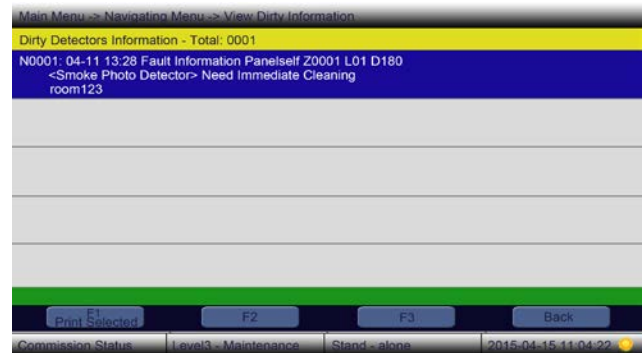 Main Menu -> Navigating Menu -> View Dirty Information
Dirty Detectors Information - Total: 0001
N0001: 04-11 13:28 Fault Information Panelself Z0001 L01 D180
<Smoke Photo Detector> Need Immediate Cleaning
room123
F1
Print Selected
F2
F3
Back
Commission Status
Level3 - Maintenance
Stand - alone
2015-04-15 11:04:22